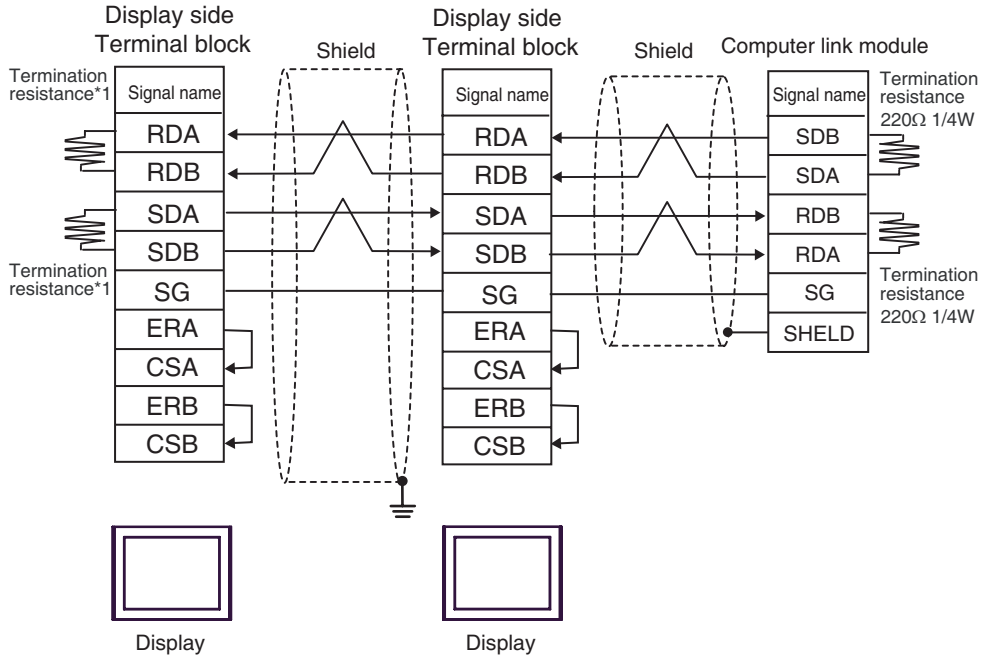 Display side
Terminal block
Shield
Display side
Terminal block
Shield
Computer link module
Termination
resistance*1
Termination
resistance*1
Signal name
RDA
RDB
SDA
SDB
SG
ERA
CSA
ERB
CSB
Signal name
RDA
RDB
SDA
SDB
SG
ERA
CSA
ERB
CSB
Signal name
SDB
SDA
RDB
RDA
SG
SHELD
Termination
resistance
220Ω 1/4W
Termination
resistance
220Ω 1/4W
Display
Display